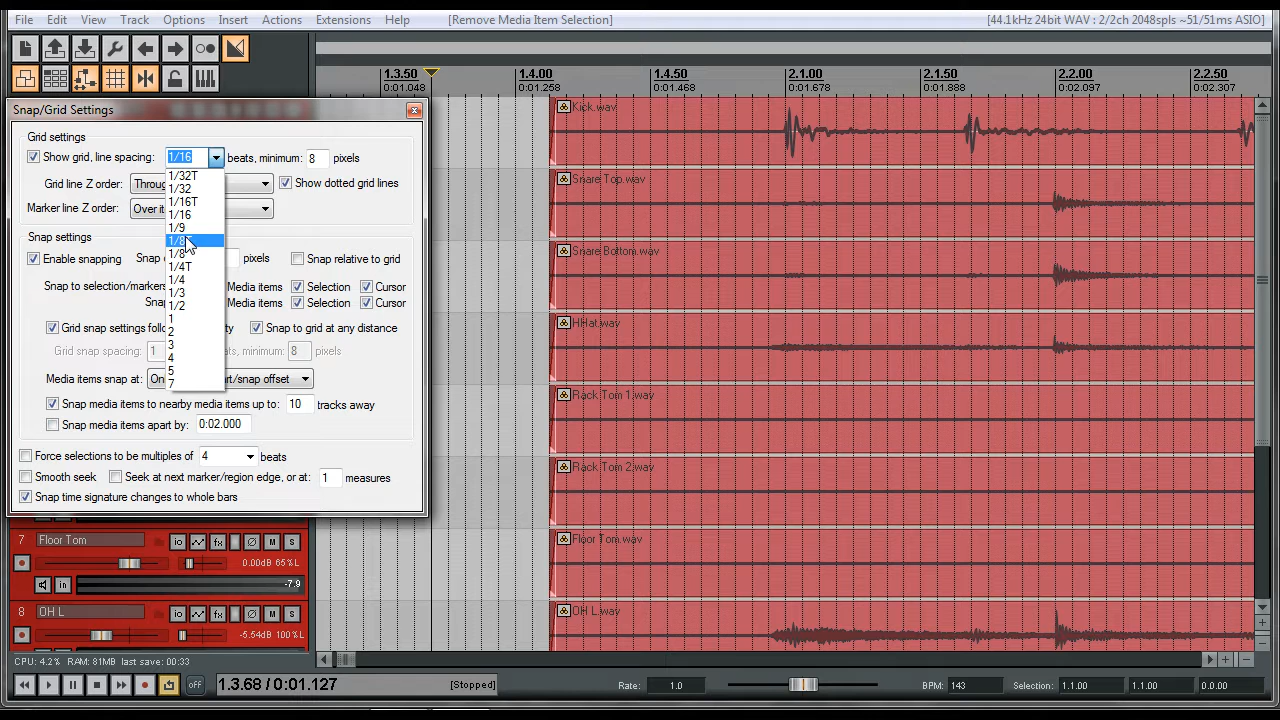 File Edit View Track Options Insert Actions Extensions Help [Remove Media Item Selection] [44.1kHz 24bit WAV : 2/2ch 2048spls ~51/51ms ASIO]
1.3.50 1.4.00 1.4.50 2.1.00 2.1.50 2.2.00 2.2.50
0:01.048 0:01.258 0:01.468 0:01.678 0:01.887 0:02.097 0:02.307
Snap/Grid Settings
Grid settings
Show grid, line spacing: 1/16 beats, minimum: 8 pixels
1/32T
Grid line Z order: Throug Show dotted grid lines
1/32
1/16T
Marker line Z order: Over it
1/16
1/9
Snap settings
1/8T
1/8
Enable snapping Snap pixels Snap relative to grid
1/4T
1/4
Snap to selection/markers Media items Selection Cursor
1/3
Snap Media items Selection Cursor
1/2
1
Grid snap settings follo ty Snap to grid at any distance
2
3
Grid snap spacing: 1 ats, minimum: 8 pixels
4
5
Media items snap at: On art/snap offset
7
Snap media items to nearby media items up to: 10 tracks away
Snap media items apart by: 0:02.000
Force selections to be multiples of 4 beats
Smooth seek Seek at next marker/region edge, or at: 1 measures
Snap time signature changes to whole bars
Kick.wav
Snare Top.wav
Snare Bottom.wav
HHat.wav
Rack Tom 1.wav
Rack Tom 2.wav
Floor Tom.wav
OH L.wav
7 Floor Tom io fx M S
0.00dB 65%L
in -7.9
8 OH L io fx M S
-5.54dB 100%L
CPU: 4.2% RAM: 81MB last save: 00:33
off 1.3.68 / 0:01.127 [Stopped] Rate: 1.0 BPM: 143 Selection: 1.1.00 1.1.00 0.0.00